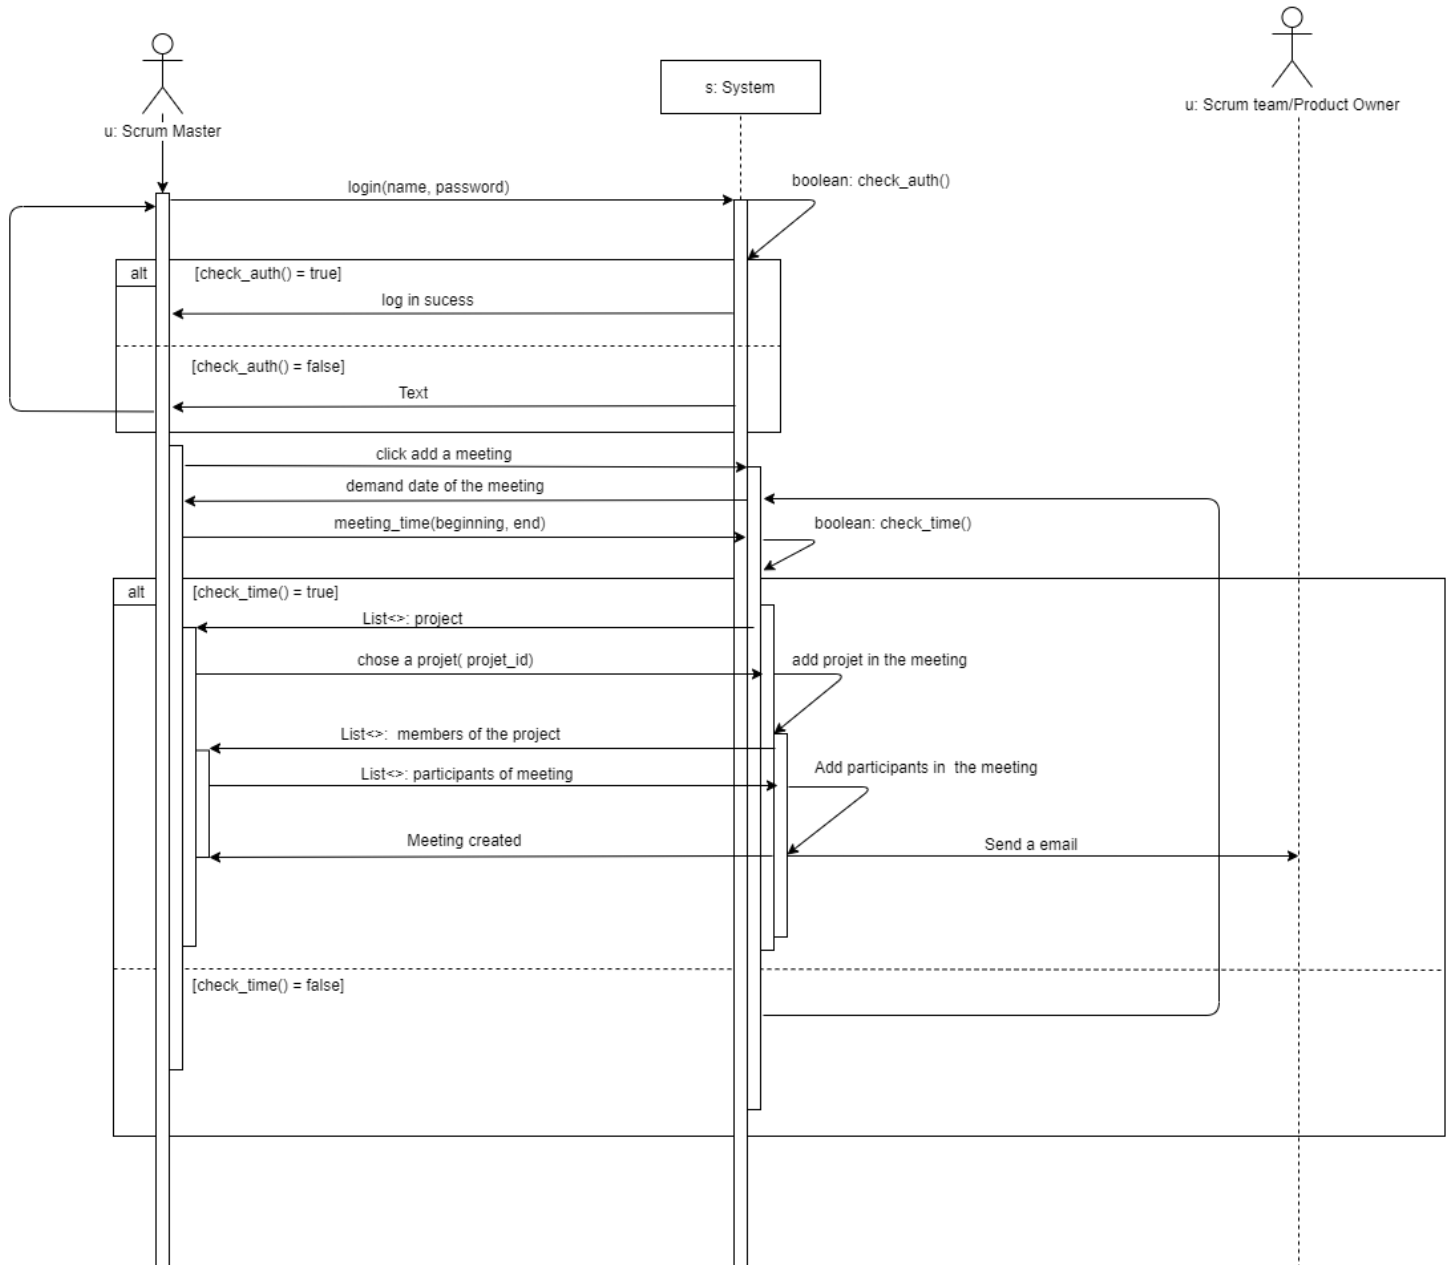 u: Scrum Master
s: System
u: Scrum team/Product Owner
login(name, password)
boolean: check_auth()
alt
[check_auth() = true]
log in sucess
[check_auth() = false]
Text
click add a meeting
demand date of the meeting
meeting_time(beginning, end)
boolean: check_time()
alt
[check_time() = true]
List<>: project
chose a projet( projet_id)
add projet in the meeting
List<>:  members of the project
List<>: participants of meeting
Add participants in  the meeting
Meeting created
Send a email
[check_time() = false]